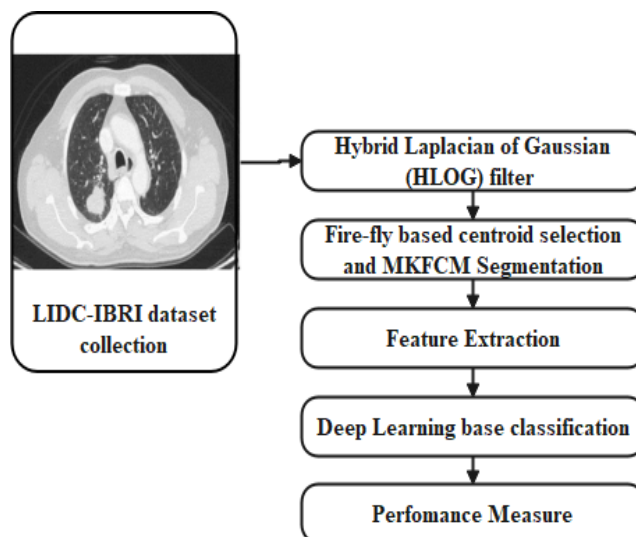 LIDC-IBRI dataset
collection
Hybrid Laplacian of Gaussian
(HLOG) filter
Fire-fly based centroid selection
and MKFCM Segmentation
Feature Extraction
Deep Learning base classification
Perfomance Measure